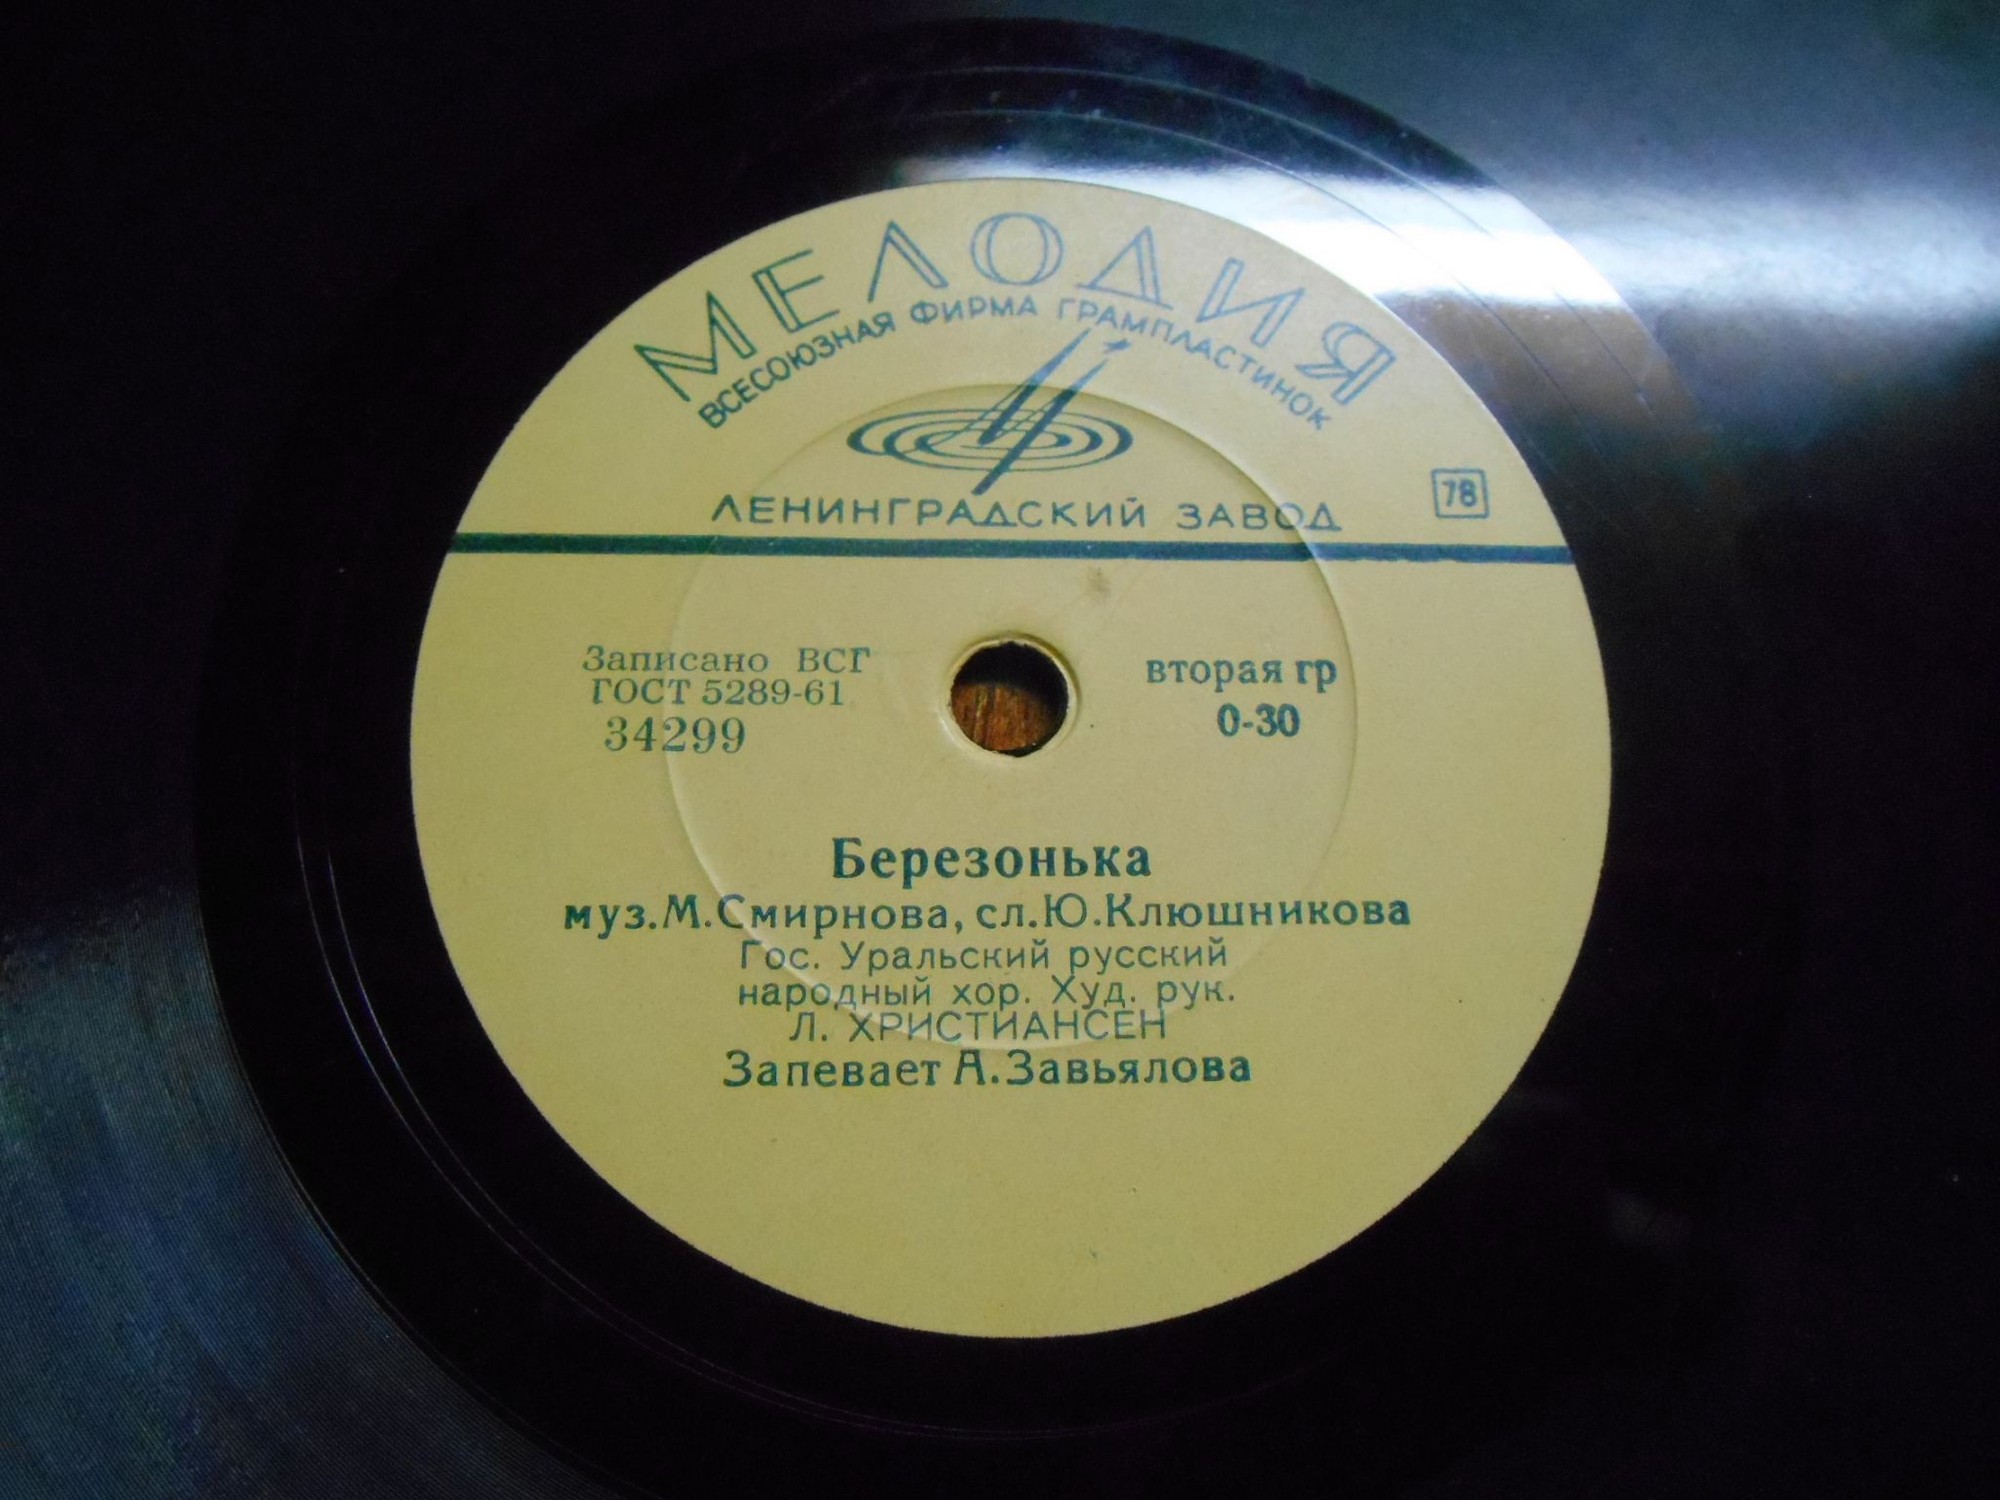 МЕЛОДИЯ
ВСЕСОЮЗНАЯ ФИРМА ГРАМПЛАСТИНОК
ЛЕНИНГРАДСКИЙ ЗАВОД
78
Записано ВСГ
ГОСТ 5289-61
34299
вторая гр
0-30
Березонька
муз.М.Смирнова, сл.Ю.Клюшникова
Гос. Уральский русский
народный хор. Худ. рук.
Л. ХРИСТИАНСЕН
Запевает А.Завьялова